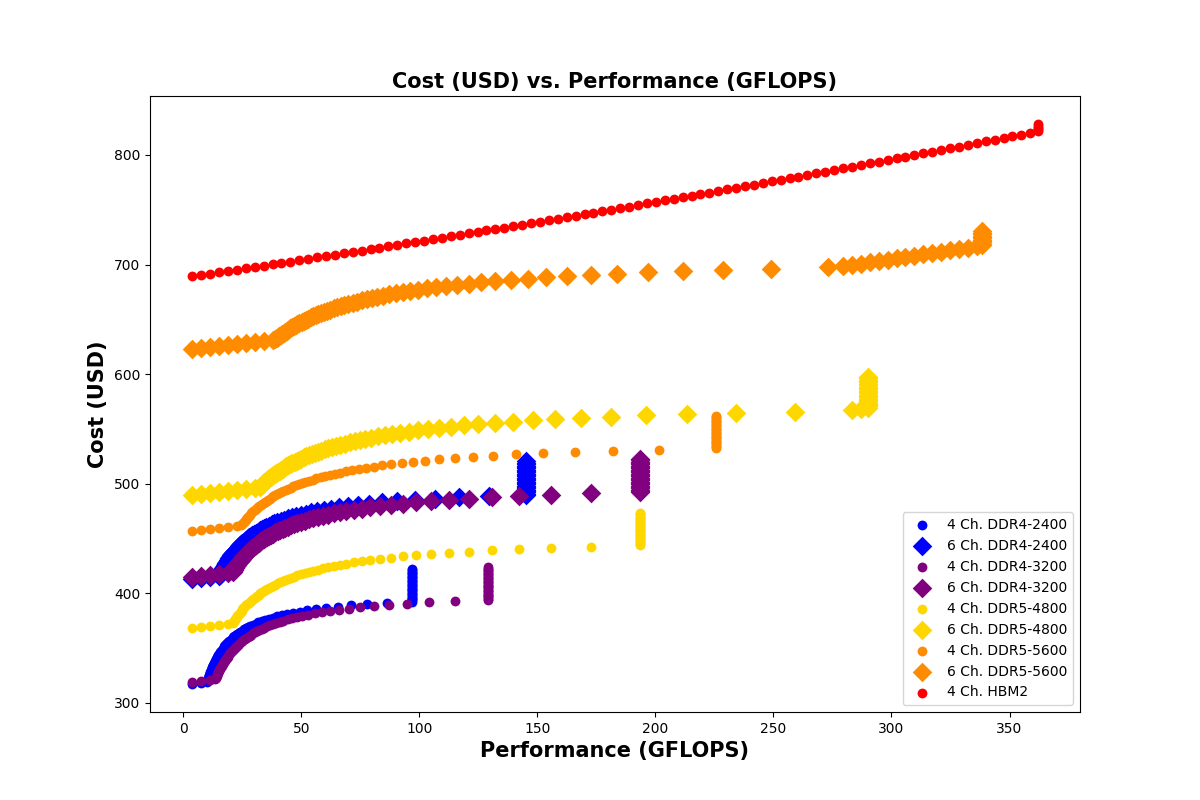 Cost (USD) vs. Performance (GFLOPS)
Cost (USD)
800
700
600
500
400
300
0 50 100 150 200 250 300 350
Performance (GFLOPS)
4 Ch. DDR4-2400
6 Ch. DDR4-2400
4 Ch. DDR4-3200
6 Ch. DDR4-3200
4 Ch. DDR5-4800
6 Ch. DDR5-4800
4 Ch. DDR5-5600
6 Ch. DDR5-5600
4 Ch. HBM2